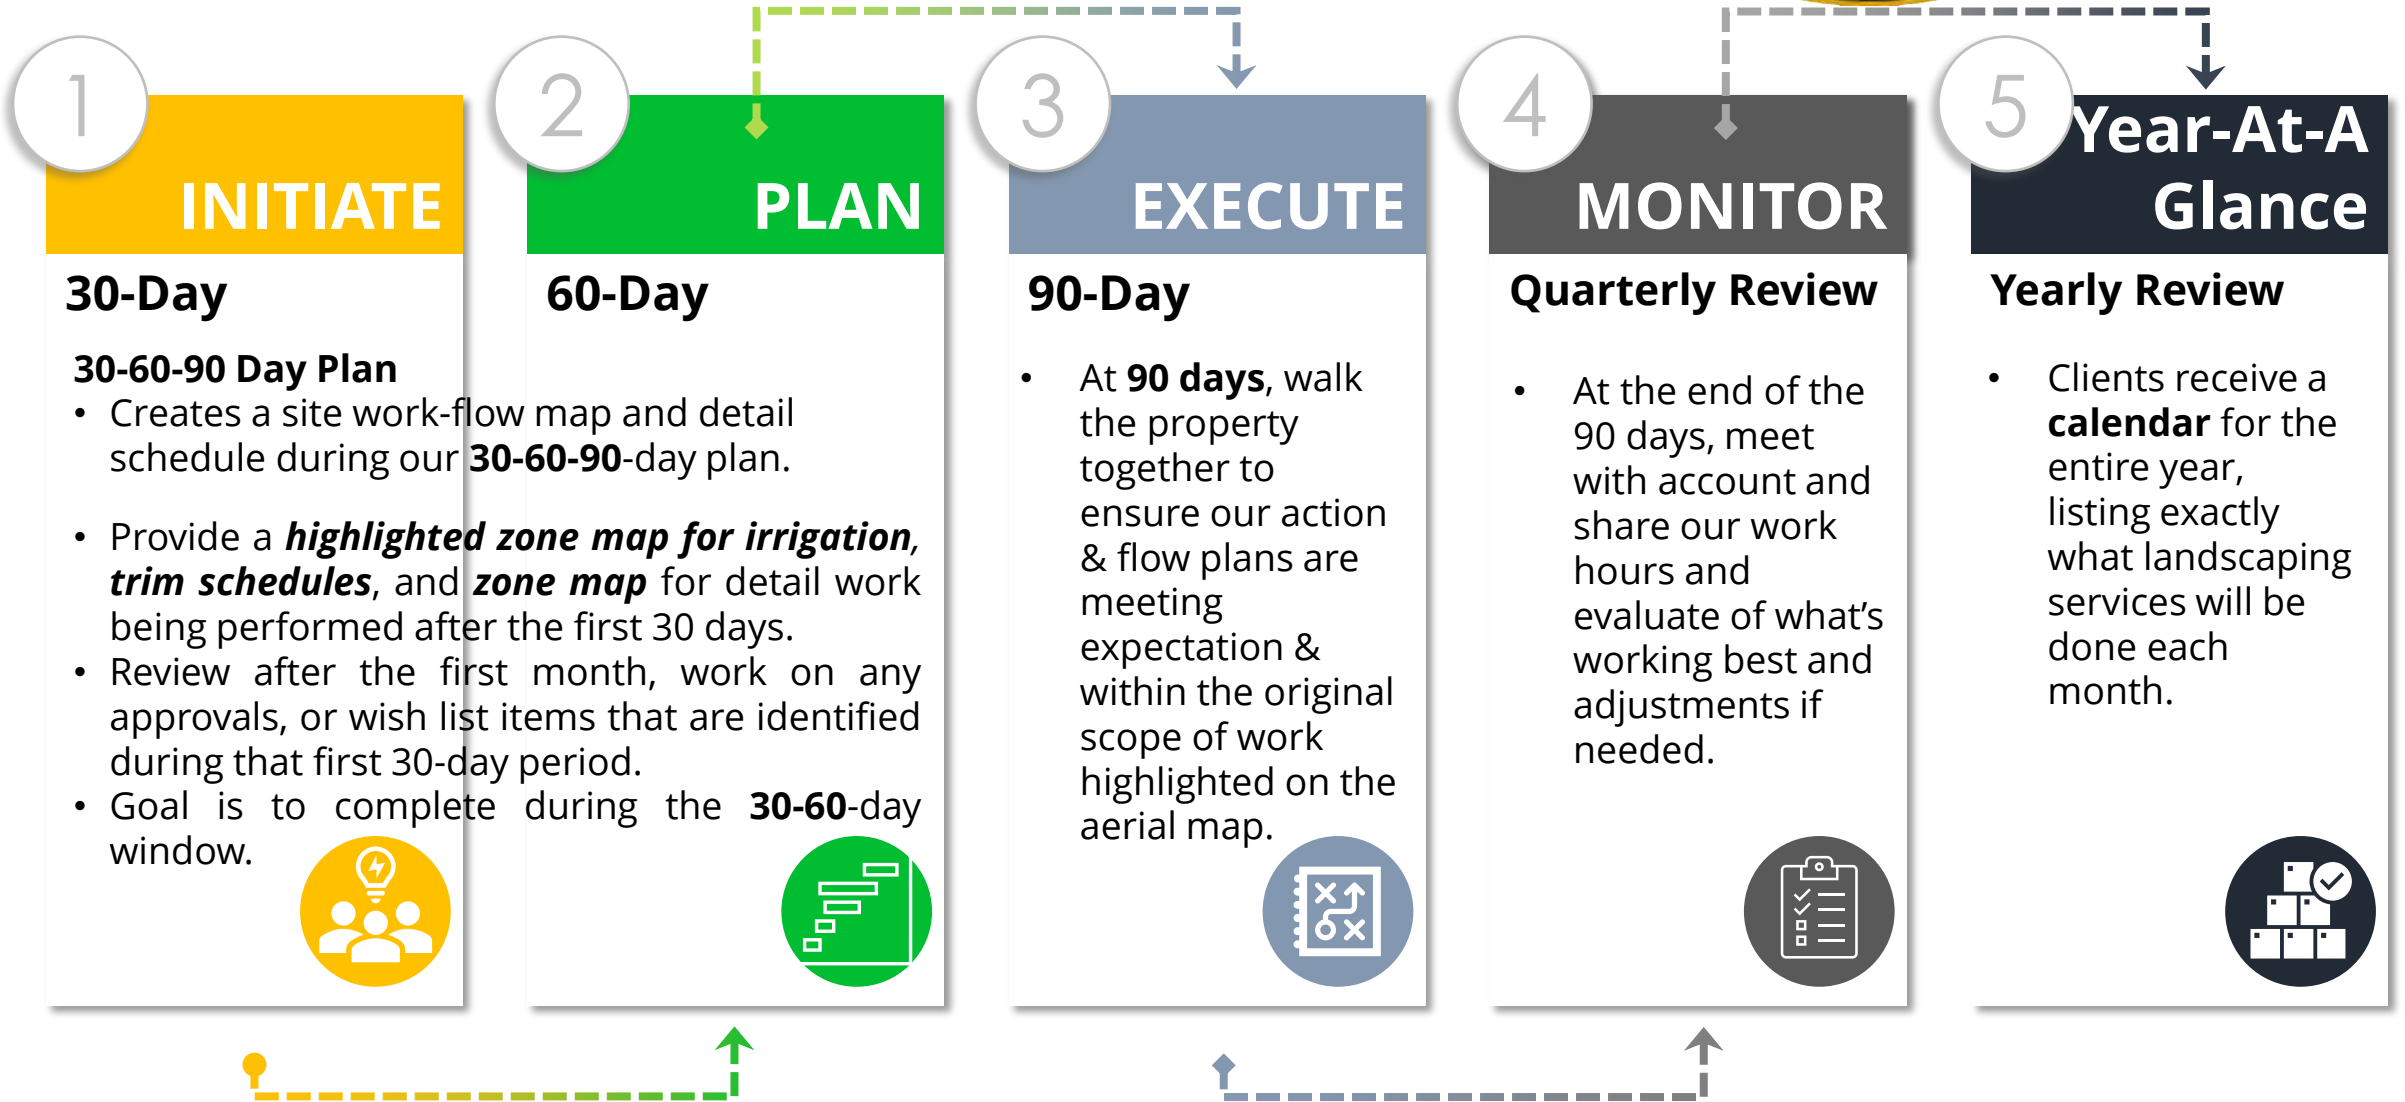 1
INITIATE
30-Day
2
PLAN
60-Day
30-60-90 Day Plan
• Creates a site work-flow map and detail
schedule during our 30-60-90-day plan.
• Provide a highlighted zone map for irrigation,
trim schedules, and zone map for detail work
being performed after the first 30 days.
• Review after the first month, work on any
approvals, or wish list items that are identified
during that first 30-day period.
• Goal is to complete during the 30-60-day
window.
3
EXECUTE
90-Day
• At 90 days, walk
the property
together to
ensure our action
& flow plans are
meeting
expectation &
within the original
scope of work
highlighted on the
aerial map.
4
MONITOR
Quarterly Review
• At the end of the
90 days, meet
with account and
share our work
hours and
evaluate of what’s
working best and
adjustments if
needed.
5
Year-At-A
Glance
Yearly Review
• Clients receive a
calendar for the
entire year,
listing exactly
what landscaping
services will be
done each
month.